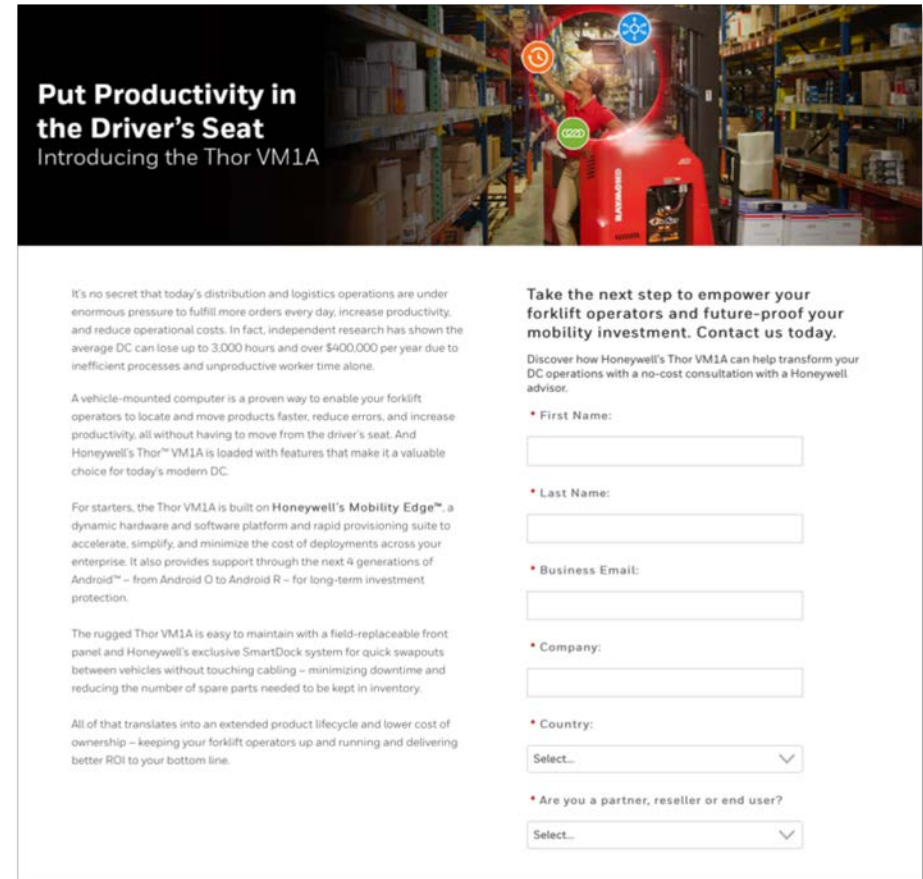 Put Productivity in
the Driver's Seat
Introducing the Thor VM1A
RAYMOND
It's no secret that today's distribution and logistics operations are under
enormous pressure to fulfill more orders every day, increase productivity,
and reduce operational costs. In fact, independent research has shown the
average DC can lose up to 3,000 hours and over $400,000 per year due to
inefficient processes and unproductive worker time alone.
A vehicle-mounted computer is a proven way to enable your forklift
operators to locate and move products faster, reduce errors, and increase
productivity, all without having to move from the driver's seat. And
Honeywell's Thor™ VM1A is loaded with features that make it a valuable
choice for today's modern DC.
For starters, the Thor VM1A is built on Honeywell's Mobility Edge™, a
dynamic hardware and software platform and rapid provisioning suite to
accelerate, simplify, and minimize the cost of deployments across your
enterprise. It also provides support through the next 4 generations of
Android™ – from Android O to Android R – for long-term investment
protection.
The rugged Thor VM1A is easy to maintain with a field-replaceable front
panel and Honeywell's exclusive SmartDock system for quick swapouts
between vehicles without touching cabling – minimizing downtime and
reducing the number of spare parts needed to be kept in inventory.
All of that translates into an extended product lifecycle and lower cost of
ownership – keeping your forklift operators up and running and delivering
better ROI to your bottom line.
Take the next step to empower your
forklift operators and future-proof your
mobility investment. Contact us today.
Discover how Honeywell's Thor VM1A can help transform your
DC operations with a no-cost consultation with a Honeywell
advisor.
* First Name:
* Last Name:
* Business Email:
* Company:
* Country:
Select...
* Are you a partner, reseller or end user?
Select...